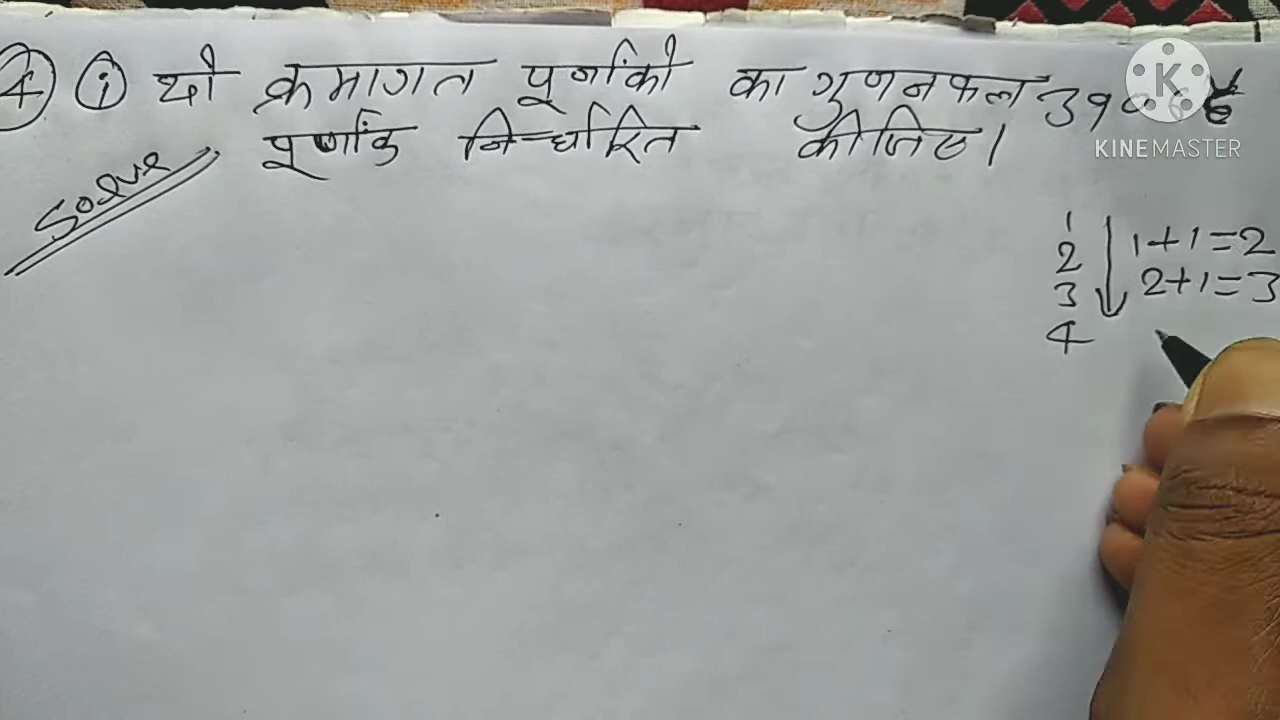 4 i दो क्रमागत पूर्णांको का गुणनफल 3906 है
पूर्णांक निर्धारित कीजिए।
Solve
1
2
3
4
1+1=2
2+1=3
K
KINEMASTER